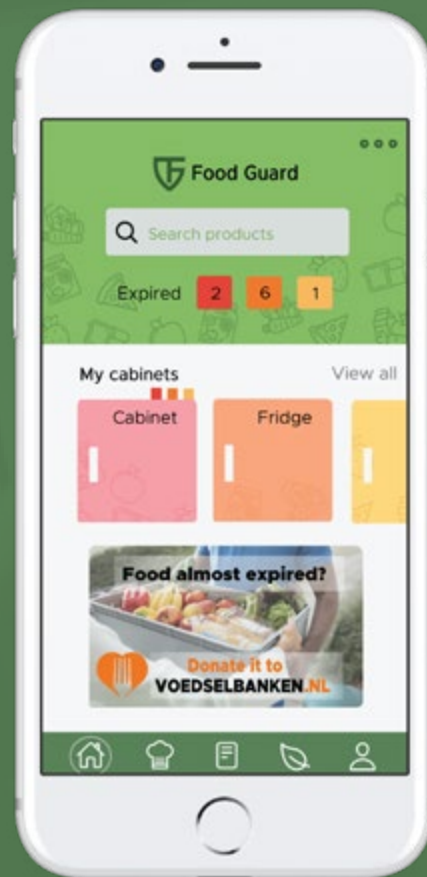 Food Guard
Search products
Expired 2 6 1
My cabinets View all
Cabinet Fridge
Food almost expired?
Donate it to
VOEDSELBANKEN.NL